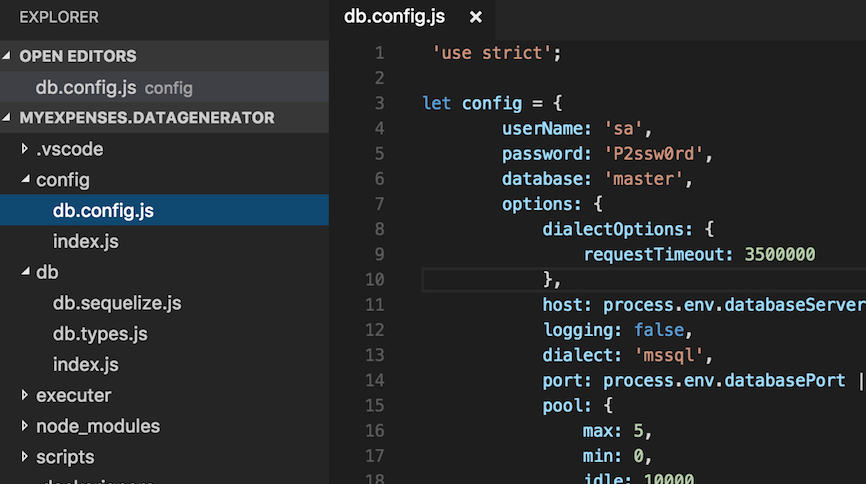 EXPLORER
OPEN EDITORS
db.config.js config
MYEXPENSES.DATAGENERATOR
.vscode
config
db.config.js
index.js
db
db.sequelize.js
db.types.js
index.js
executer
node_modules
scripts
db.config.js ×
1 'use strict';
2
3 let config = {
4 userName: 'sa',
5 password: 'P2ssw0rd',
6 database: 'master',
7 options: {
8 dialectOptions: {
9 requestTimeout: 3500000
10 },
11 host: process.env.databaseServer
12 logging: false,
13 dialect: 'mssql',
14 port: process.env.databasePort |
15 pool: {
16 max: 5,
17 min: 0,
18 idle: 10000